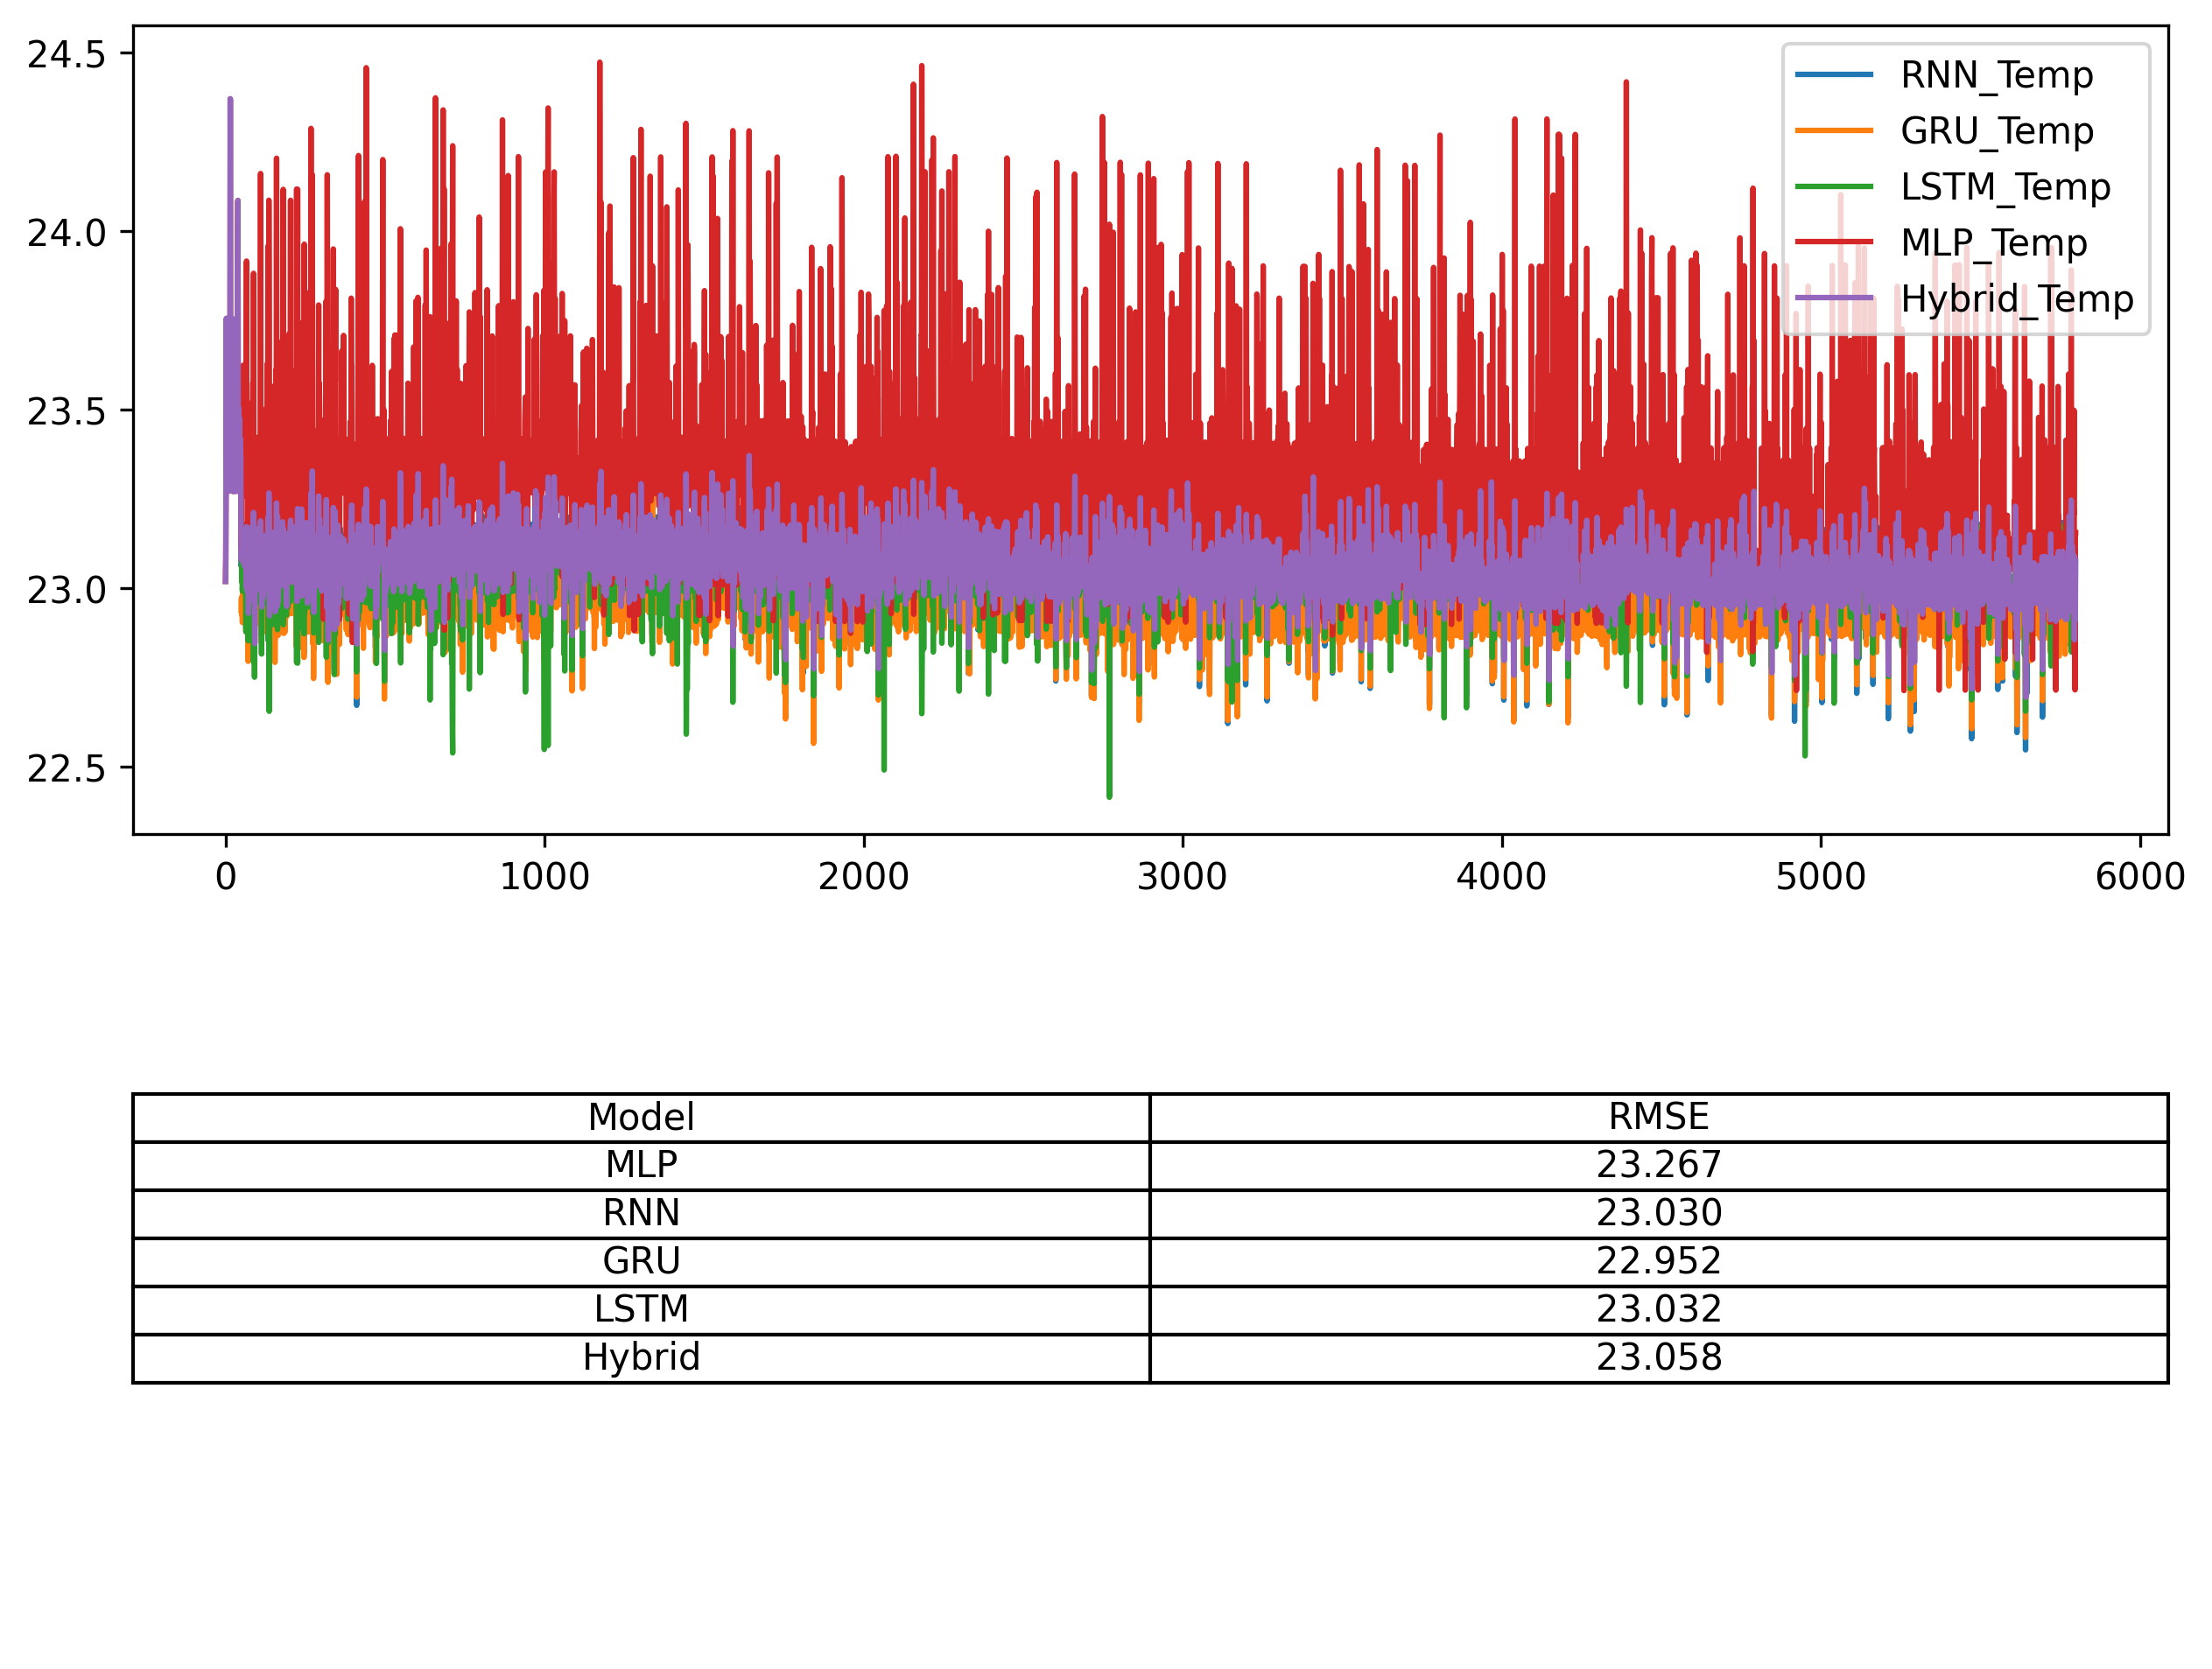 24.5
24.0
23.5
23.0
22.5
RNN_Temp
GRU_Temp
LSTM_Temp
MLP_Temp
Hybrid_Temp
0 1000 2000 3000 4000 5000 6000
Model RMSE
MLP 23.267
RNN 23.030
GRU 22.952
LSTM 23.032
Hybrid 23.058